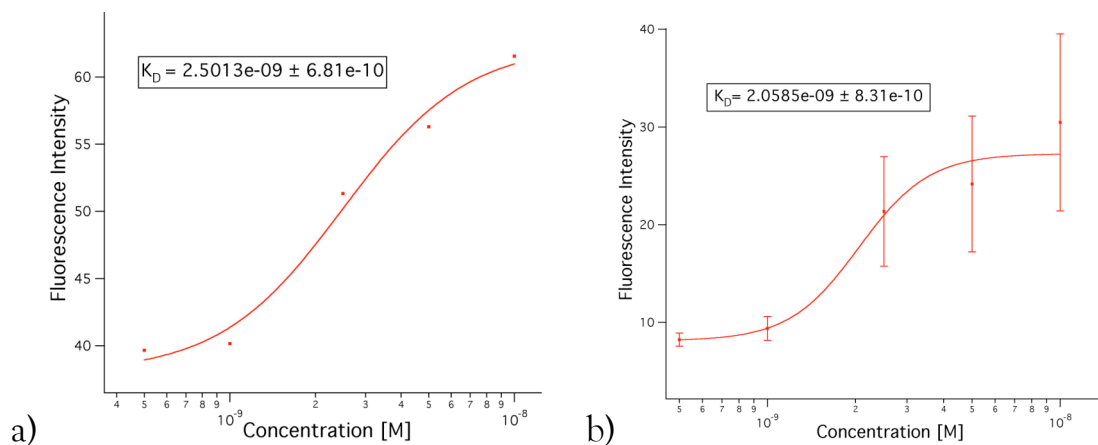 60
55
50
45
40
Fluorescence Intensity
K_D = 2.5013e-09 ± 6.81e-10
4 5 6 7 8 9 2 3 4 5 6 7 8 9
10^-9 10^-8
Concentration [M]
a)
40
30
20
10
Fluorescence Intensity
K_D= 2.0585e-09 ± 8.31e-10
5 6 7 8 9 2 3 4 5 6 7 8 9
10^-9 10^-8
Concentration [M]
b)